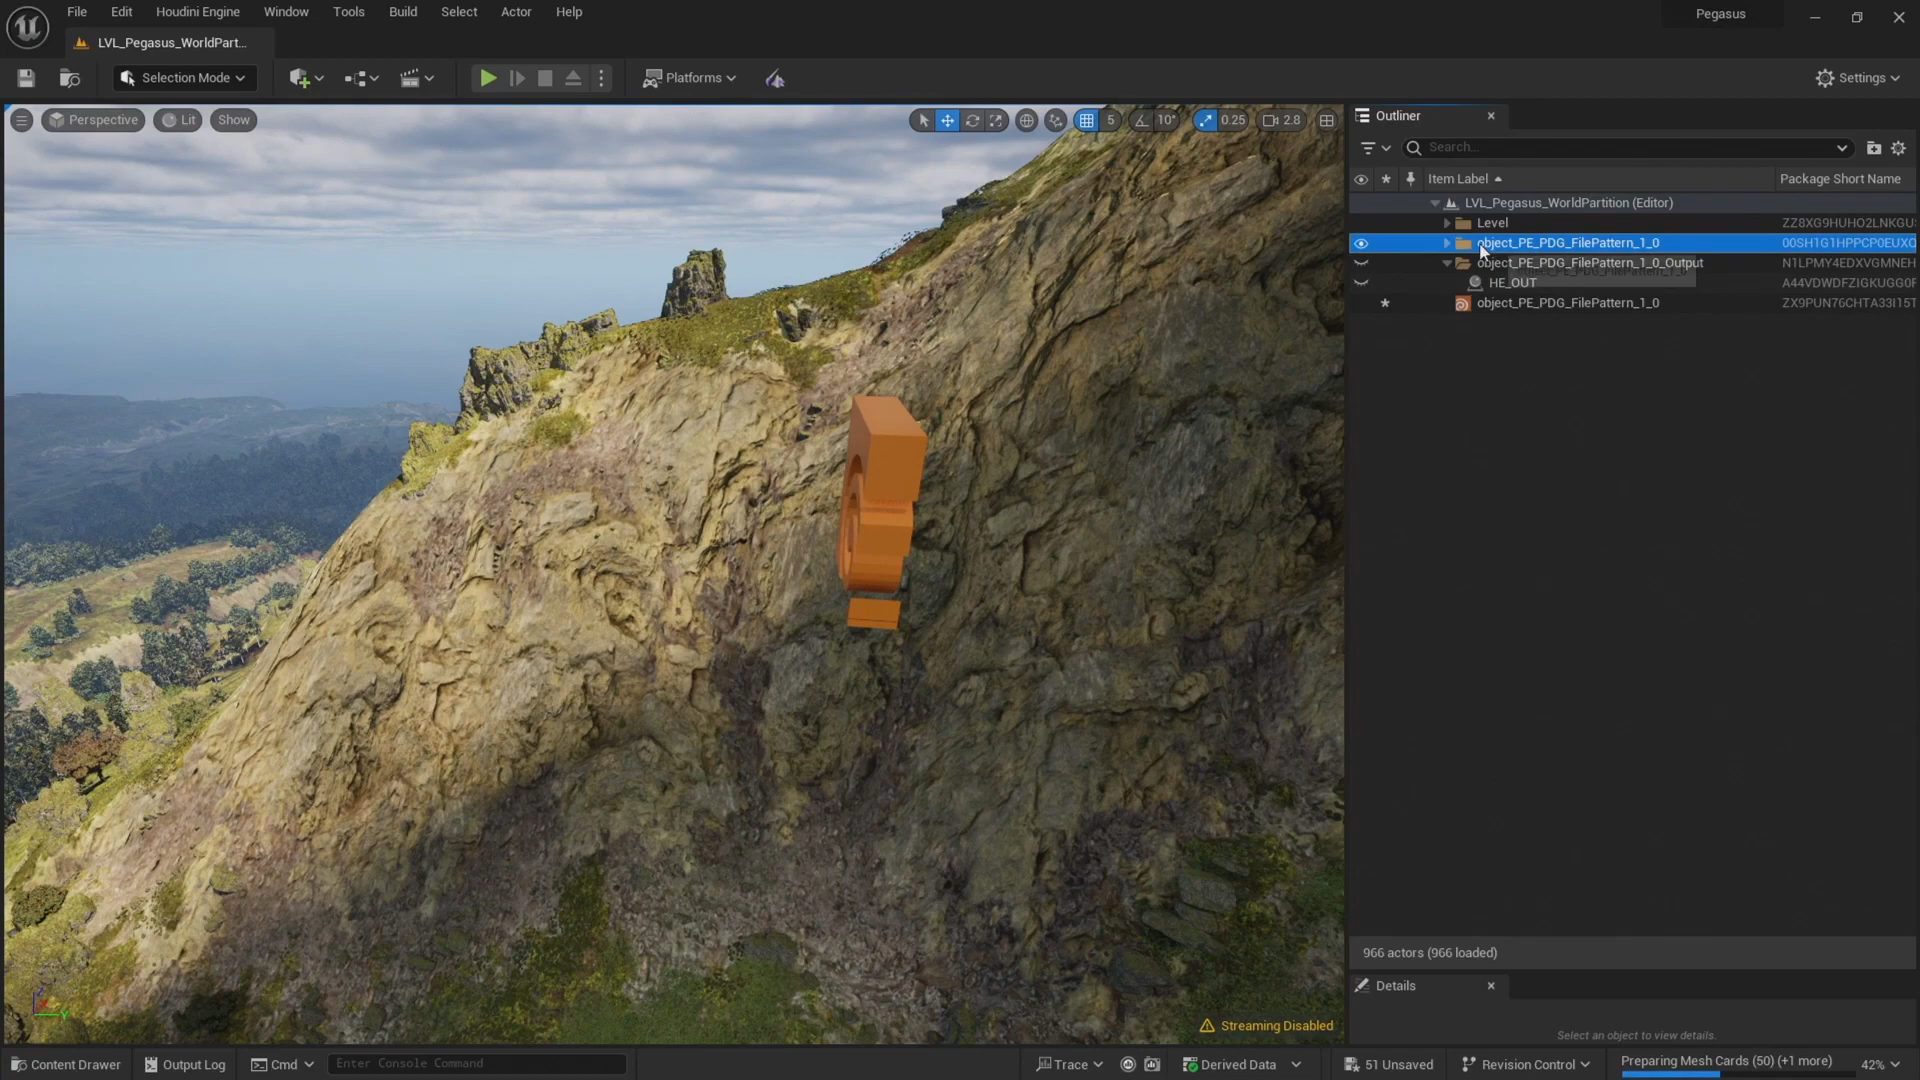 File Edit Houdini Engine Window Tools Build Select Actor Help
Pegasus
LVL_Pegasus_WorldPart...
Selection Mode
Platforms
Settings
Perspective Lit Show
5 10° 0.25 2.8
Outliner
Search...
Item Label Package Short Name
LVL_Pegasus_WorldPartition (Editor)
Level ZZ8XG9HUHO2LNKGU
object_PE_PDG_FilePattern_1_0 00SH1G1HPPCP0EUXO
object_PE_PDG_FilePattern_1_0_Output N1LPMY4EDXVGMNEH
HE_OUT A44VDWDFZIGKUGG0F
object_PE_PDG_FilePattern_1_0 ZX9PUN76CHTA33I15T
966 actors (966 loaded)
Details
Select an object to view details.
Streaming Disabled
Content Drawer Output Log Cmd Enter Console Command
Trace Derived Data 51 Unsaved Revision Control Preparing Mesh Cards (50) (+1 more) 42%